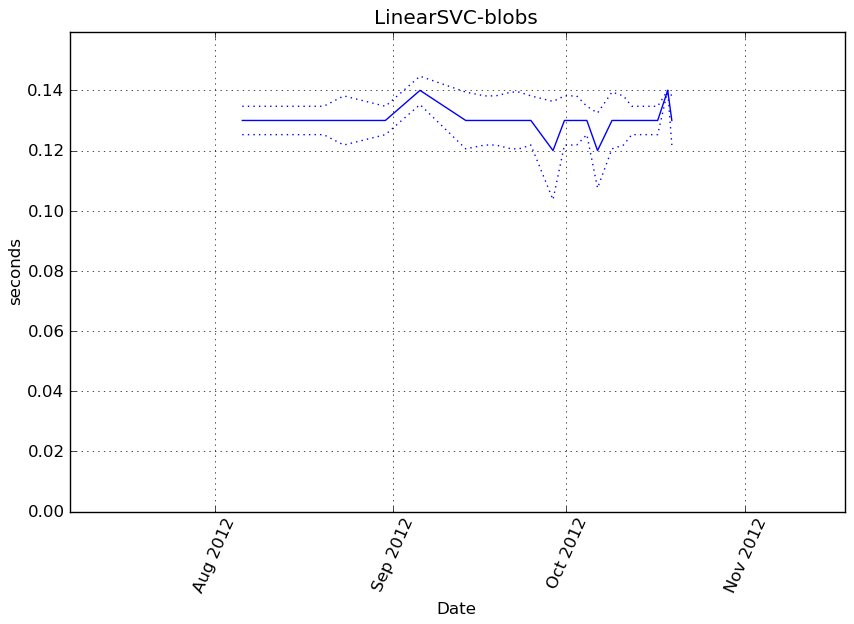 LinearSVC-blobs
0.14
0.12
0.10
0.08
0.06
0.04
0.02
0.00
seconds
Aug 2012
Sep 2012
Oct 2012
Nov 2012
Date